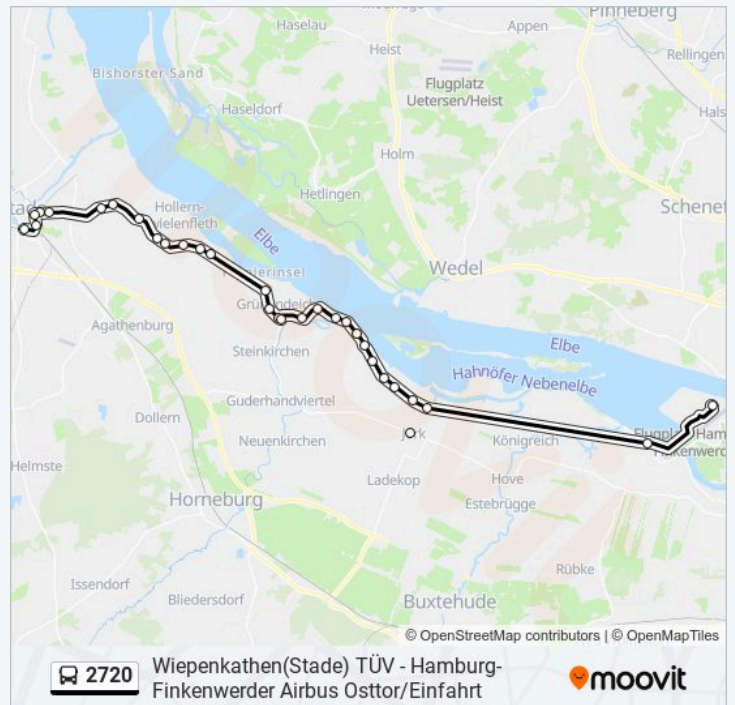 Pinneberg
Haselau
Appen
Heist
Rellingen
Bishorster Sand
Flugplatz
Uetersen/Heist
Haseldorf
Hals
Holm
Hetlingen
Hollern-
Schenef
Elbe
Wedel
Agathenburg
Elbe
Steinkirchen
Hahnöfer Nebenelbe
Guderhandviertel
Dollern
Neuenkirchen
Königreich
Ham
Helmste
Ladekop
Hove
Horneburg
Estebrügge
Rübke
Issendorf
Bliedersdorf
Buxtehude
© OpenStreetMap contributors | © OpenMapTiles
2720
Wiepenkathen(Stade) TÜV - Hamburg-
Finkenwerder Airbus Osttor/Einfahrt
moovit